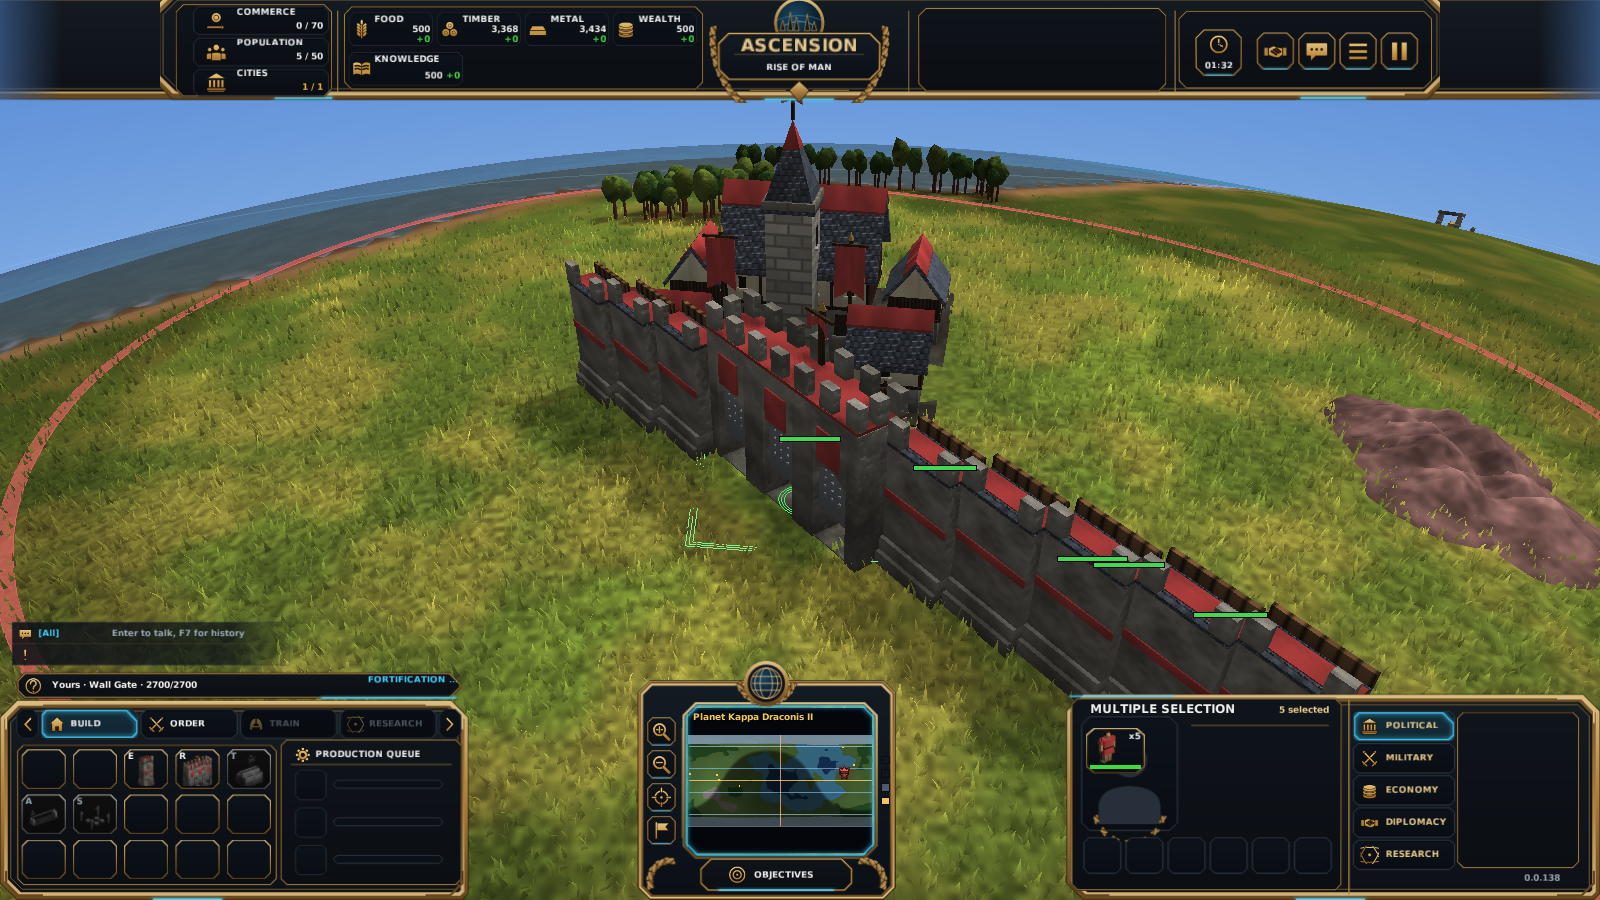 COMMERCE
0 / 70
POPULATION
5 / 50
CITIES
1 / 1
FOOD
500
+0
TIMBER
3,368
+0
METAL
3,434
+0
WEALTH
500
+0
KNOWLEDGE
500 +0
ASCENSION
RISE OF MAN
01:32
[All] Enter to talk, F7 for history
!
Yours · Wall Gate · 2700/2700
FORTIFICATION ...
BUILD
ORDER
TRAIN
RESEARCH
E
R
T
A
S
PRODUCTION QUEUE
Planet Kappa Draconis II
OBJECTIVES
MULTIPLE SELECTION
5 selected
x5
POLITICAL
MILITARY
ECONOMY
DIPLOMACY
RESEARCH
0.0.138